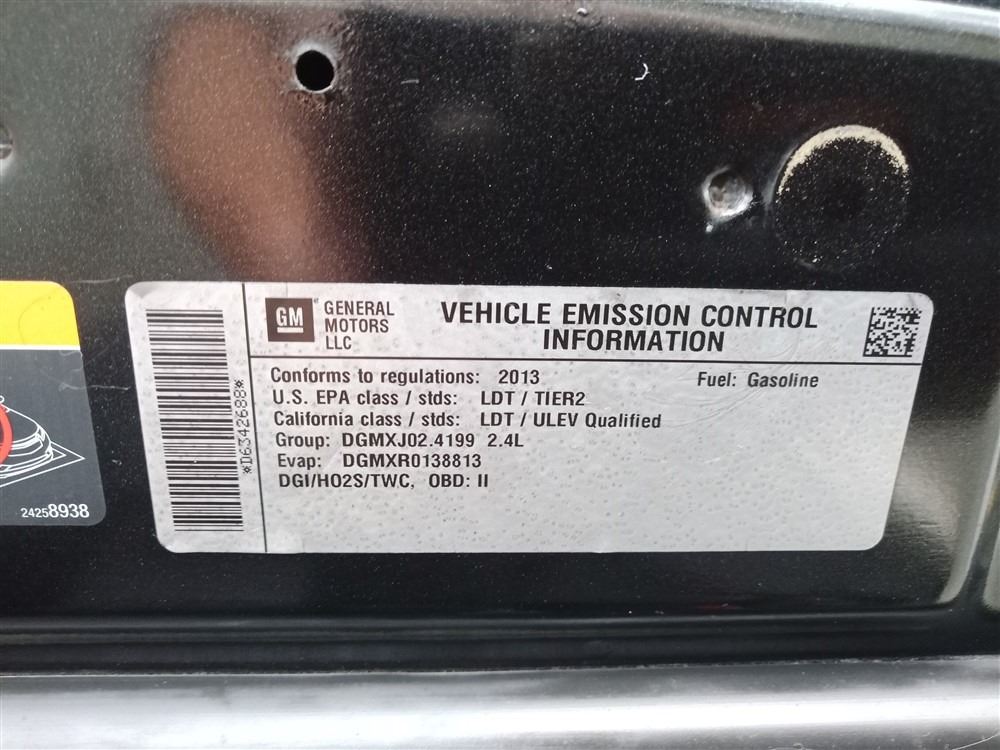 GM
GENERAL
MOTORS
LLC
VEHICLE EMISSION CONTROL
INFORMATION
Conforms to regulations: 2013
Fuel: Gasoline
U.S. EPA class / stds: LDT / TIER2
California class / stds: LDT / ULEV Qualified
Group: DGMXJ02.4199 2.4L
Evap: DGMXR0138813
DGI/HO2S/TWC, OBD: II
*D6342688*
24258938